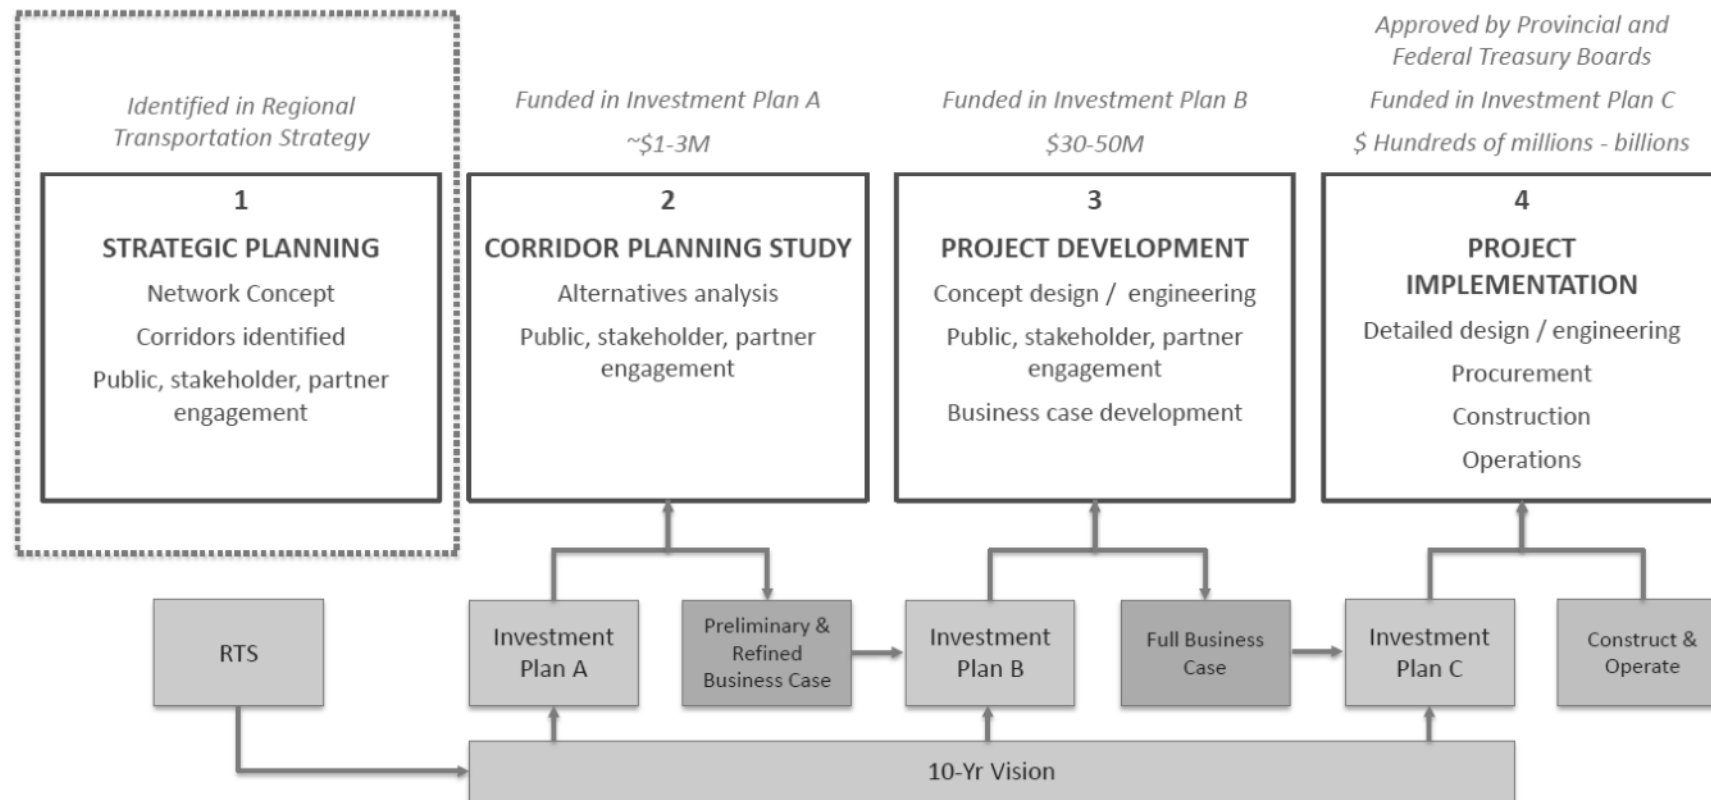 Identified in Regional
Transportation Strategy
1
STRATEGIC PLANNING
Network Concept
Corridors identified
Public, stakeholder, partner
engagement
Funded in Investment Plan A
~$1-3M
2
CORRIDOR PLANNING STUDY
Alternatives analysis
Public, stakeholder, partner
engagement
Funded in Investment Plan B
$30-50M
3
PROJECT DEVELOPMENT
Concept design / engineering
Public, stakeholder, partner
engagement
Business case development
Approved by Provincial and
Federal Treasury Boards
Funded in Investment Plan C
$ Hundreds of millions - billions
4
PROJECT
IMPLEMENTATION
Detailed design / engineering
Procurement
Construction
Operations
RTS
Investment
Plan A
Preliminary &
Refined
Business Case
Investment
Plan B
Full Business
Case
Investment
Plan C
Construct &
Operate
10-Yr Vision